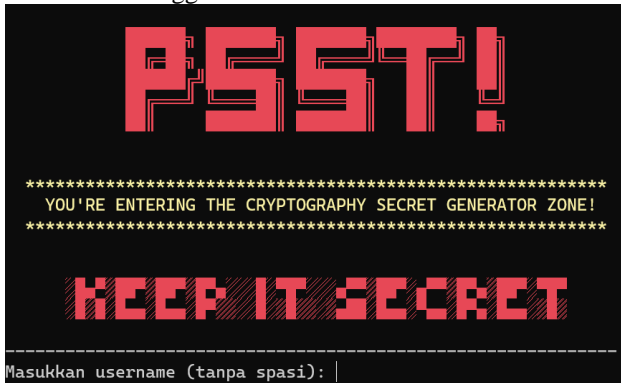 PSST!
*********************************************************
YOU'RE ENTERING THE CRYPTOGRAPHY SECRET GENERATOR ZONE!
*********************************************************
KEEP IT SECRET
Masukkan username (tanpa spasi):